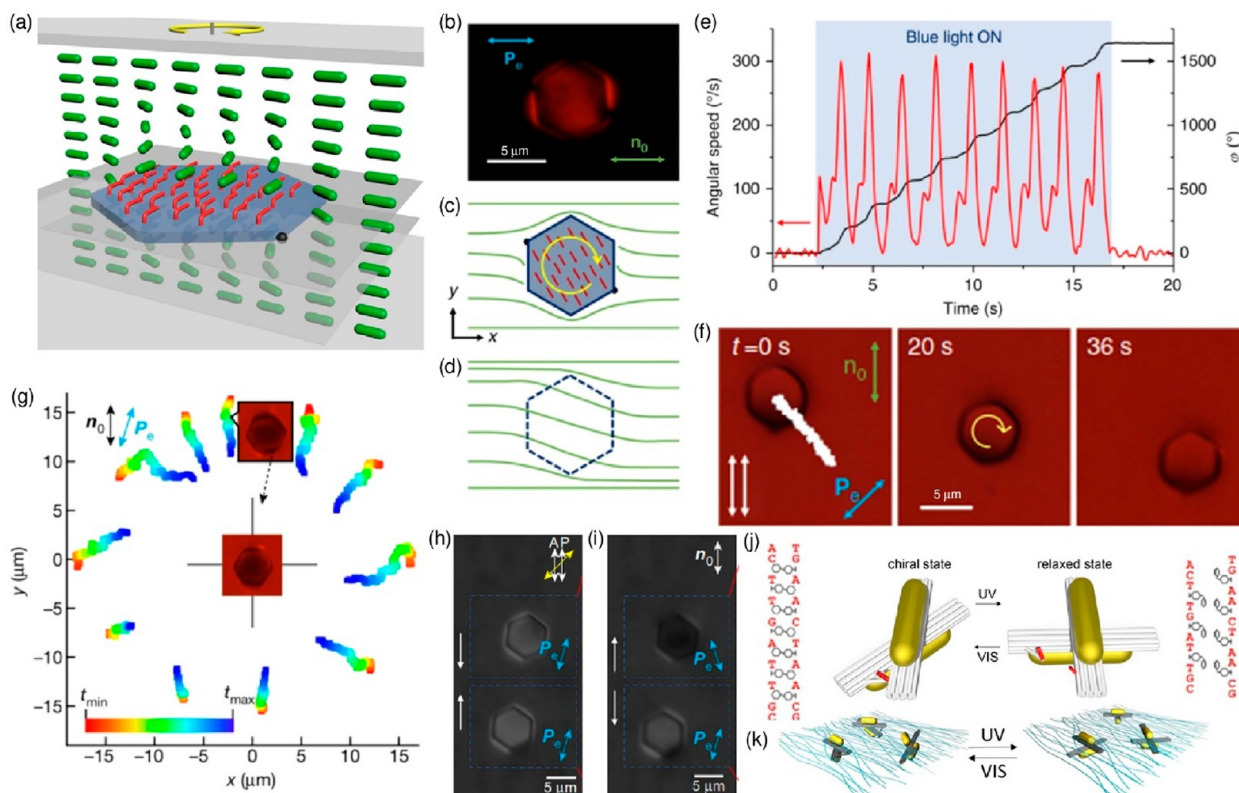 (a)
(b)
Pe
5 μm
n0
(c)
y
x
(d)
(e)
Blue light ON
Angular speed (°/s)
300
200
100
0
1500
1000
500
0
φ (°)
0
5
10
15
20
Time (s)
(f)
t =0 s
n0
Pe
20 s
5 μm
36 s
(g)
n0
Pe
y (μm)
15
10
5
0
−5
−10
−15
tmin
tmax
−15
−10
−5
0
5
10
15
x (μm)
(h)
A P
Pe
Pe
5 μm
(i)
n0
Pe
Pe
5 μm
(j)
chiral state
relaxed state
UV
VIS
(k)
UV
VIS